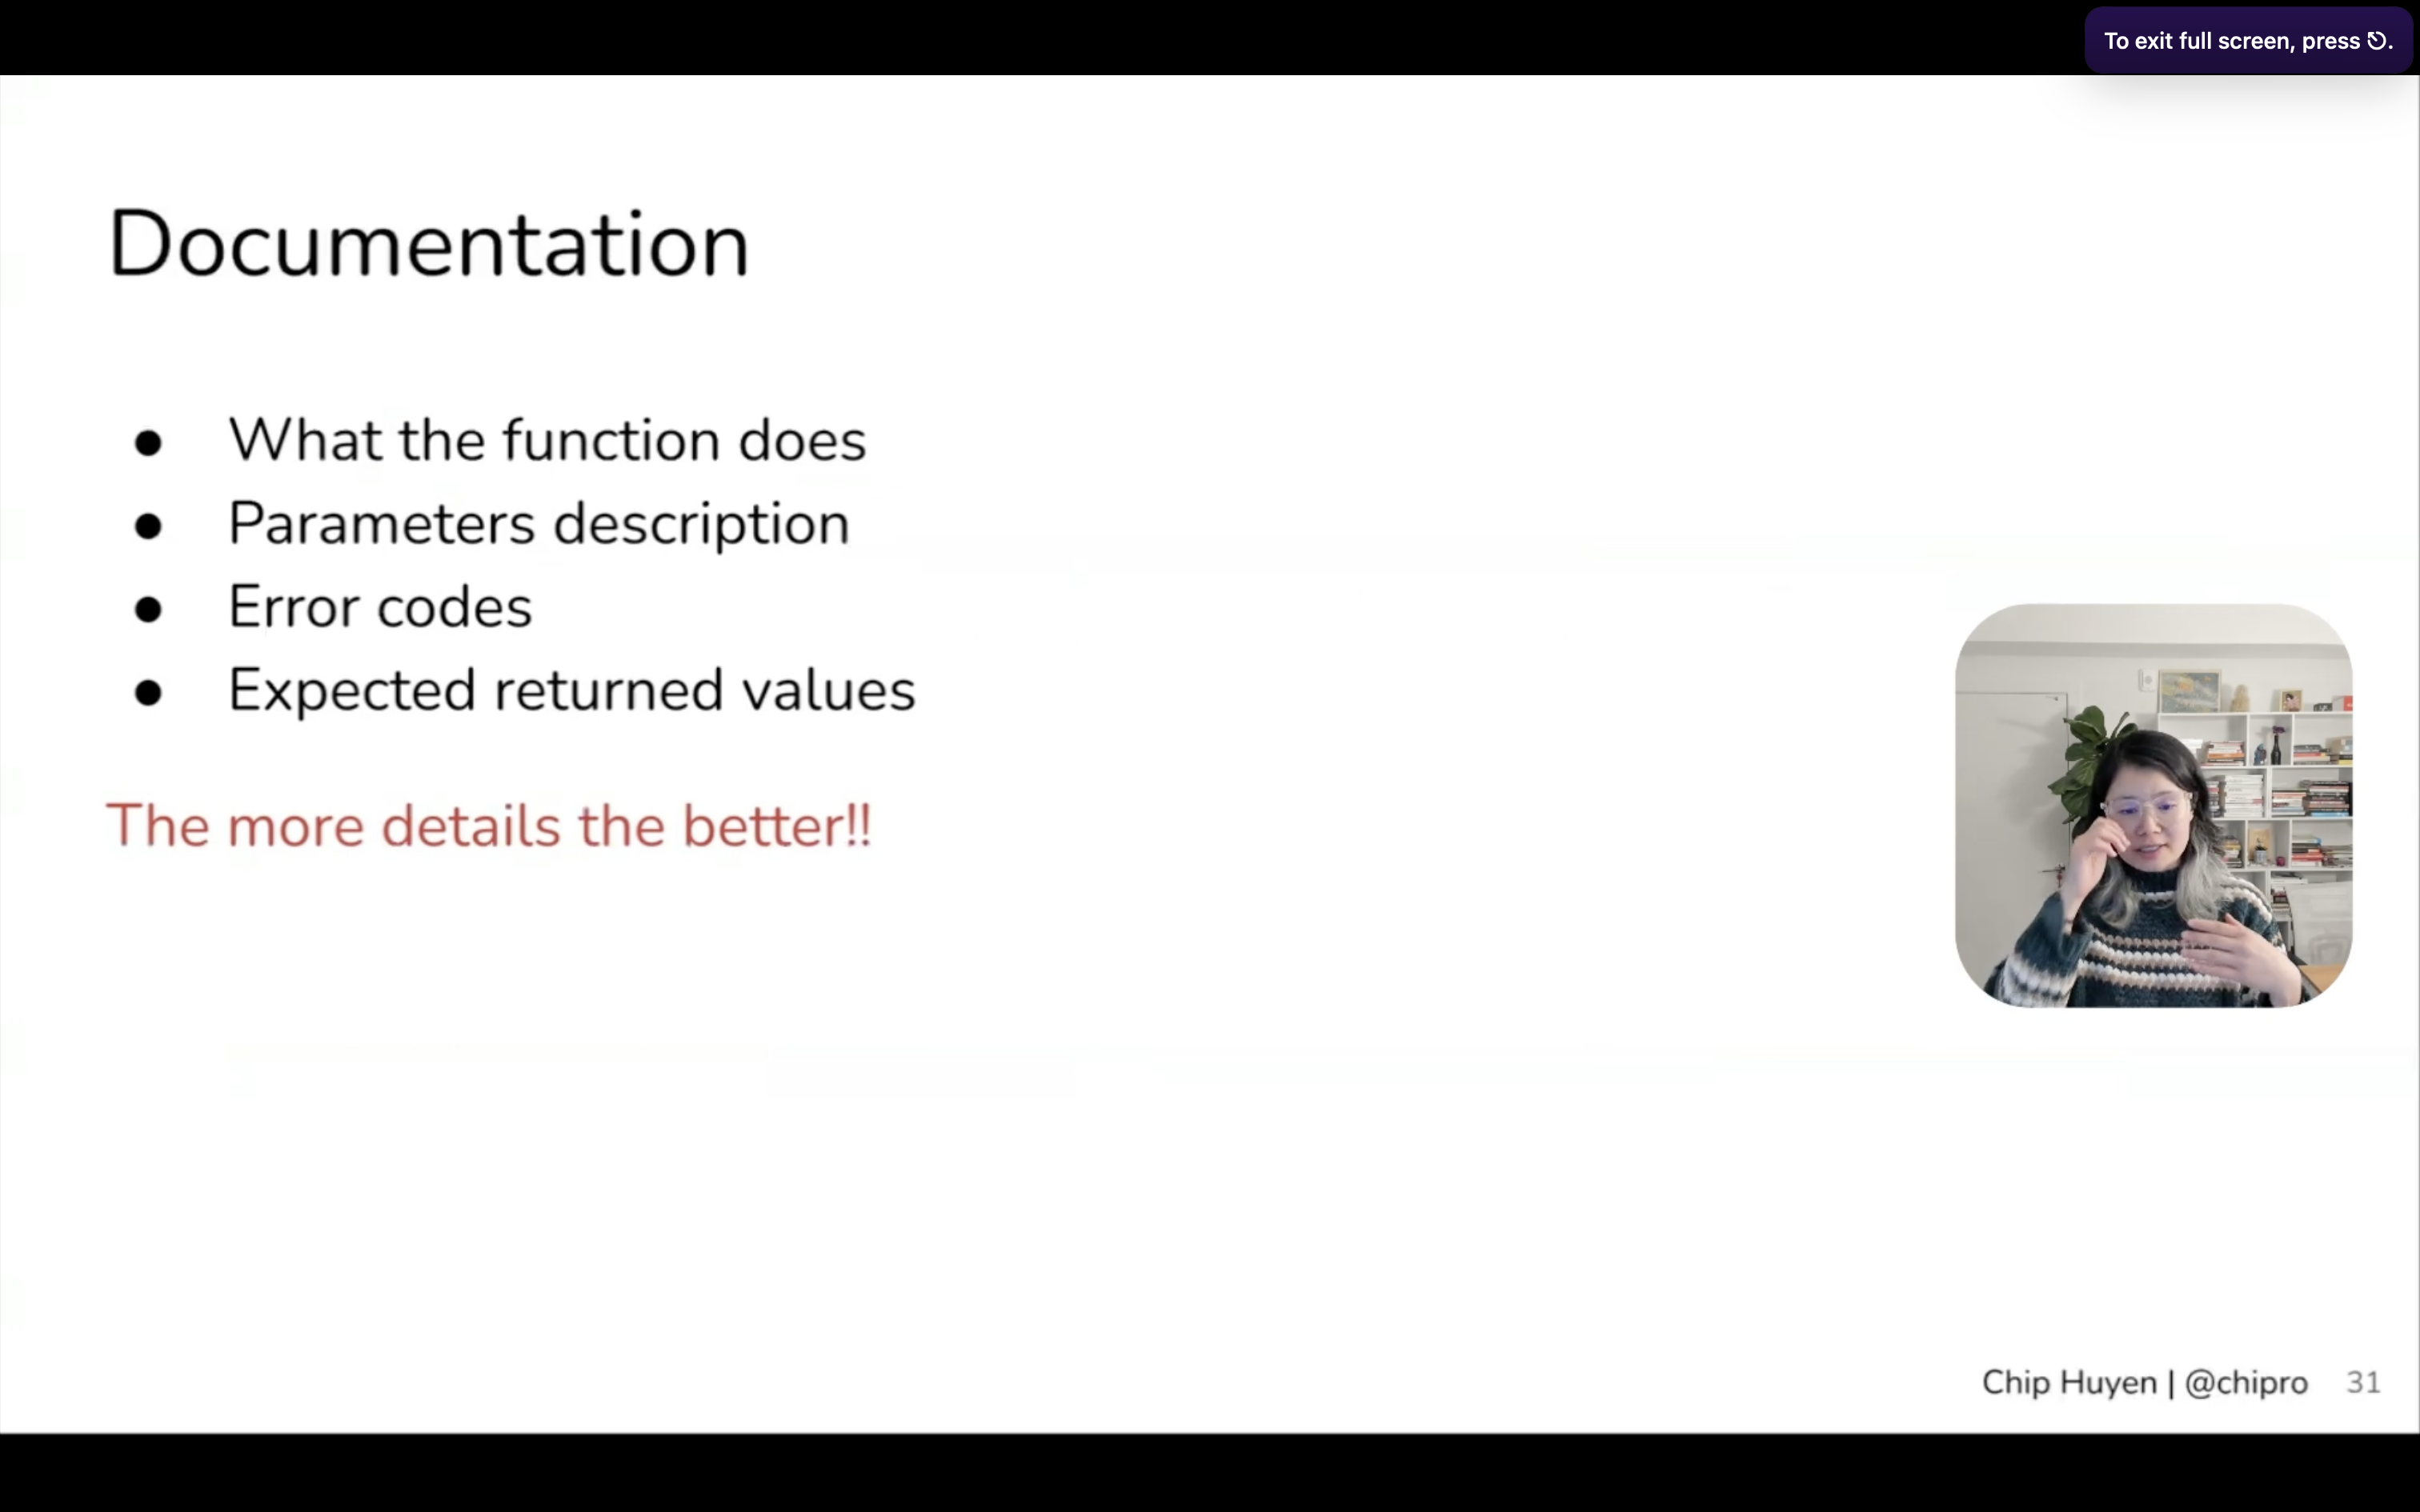 To exit full screen, press ⎋.
Documentation
● What the function does
● Parameters description
● Error codes
● Expected returned values
The more details the better!!
Chip Huyen | @chipro 31